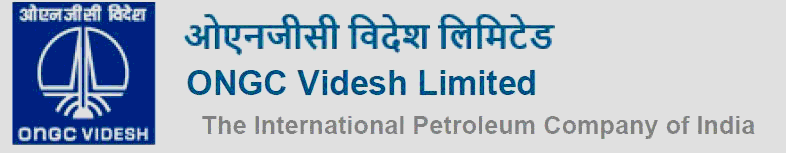 ओएनजीसी विदेश
ONGC VIDESH
ओएनजीसी विदेश लिमिटेड
ONGC Videsh Limited
The International Petroleum Company of India